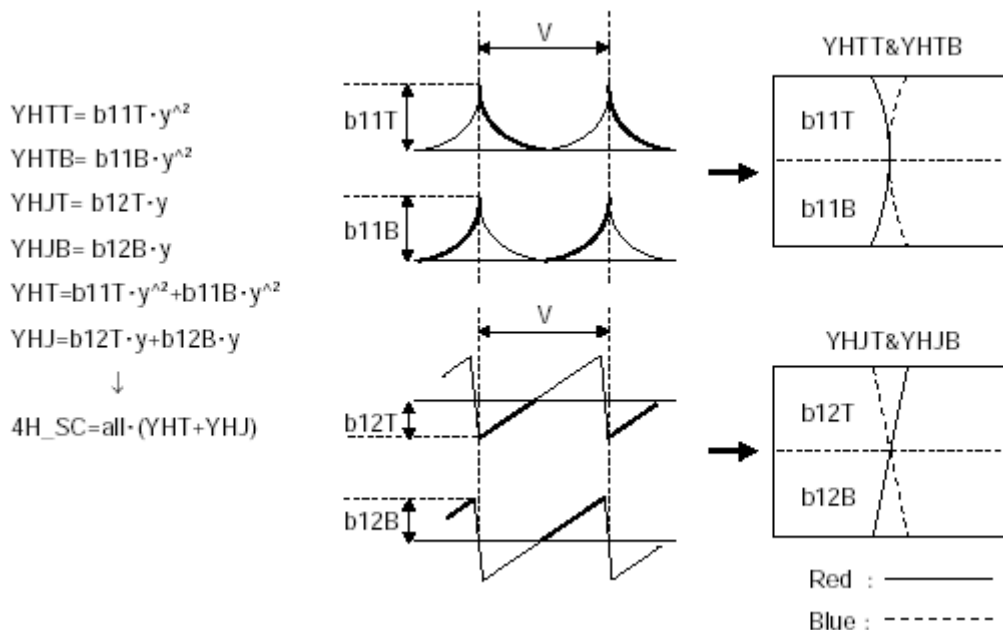 YHTT= b11T·y^²
YHTB= b11B·y^²
YHJT= b12T·y
YHJB= b12B·y
YHT=b11T·y^²+b11B·y^²
YHJ=b12T·y+b12B·y
↓
4H_SC=all·(YHT+YHJ)
V
b11T
b11B
V
b12T
b12B
YHTT&YHTB
b11T
b11B
YHJT&YHJB
b12T
b12B
Red :
Blue :